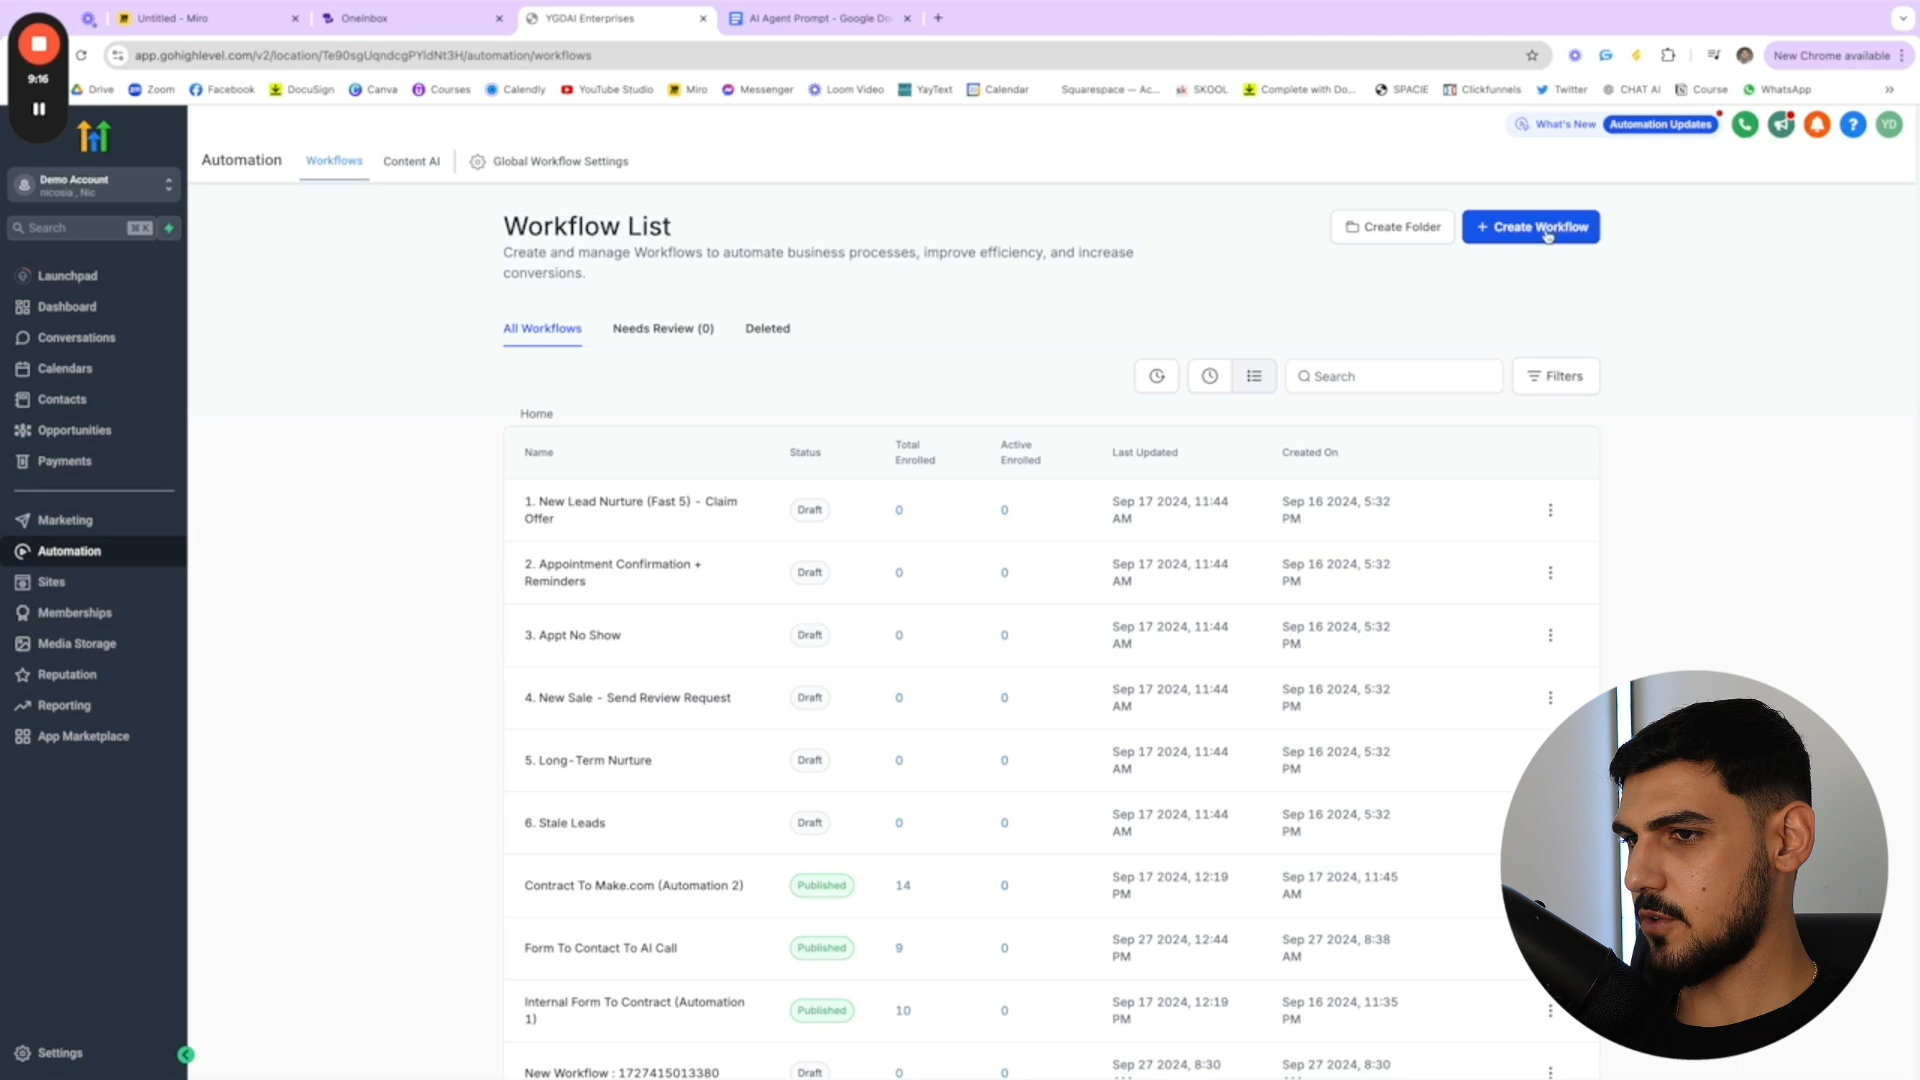 Untitled - Miro
OneInbox
YGDAI Enterprises
AI Agent Prompt - Google Do
9:16
app.gohighlevel.com/v2/location/Te90sgUqndcgPYldNt3H/automation/workflows
New Chrome available
Drive
Zoom
Facebook
DocuSign
Canva
Courses
Calendly
YouTube Studio
Miro
Messenger
Loom Video
YayText
Calendar
Squarespace — Ac...
sk SKOOL
Complete with Do...
SPACIE
Clickfunnels
Twitter
CHAT AI
Course
WhatsApp
What's New
Automation Updates
YD
Automation
Workflows
Content AI
Global Workflow Settings
Demo Account
nicosia , Nic
Search
⌘K
Launchpad
Dashboard
Conversations
Calendars
Contacts
Opportunities
Payments
Marketing
Automation
Sites
Memberships
Media Storage
Reputation
Reporting
App Marketplace
Settings
Workflow List
Create and manage Workflows to automate business processes, improve efficiency, and increase
conversions.
Create Folder
+ Create Workflow
All Workflows
Needs Review (0)
Deleted
Search
Filters
Home
Name
Status
Total
Enrolled
Active
Enrolled
Last Updated
Created On
1. New Lead Nurture (Fast 5) - Claim
Offer
Draft
0
0
Sep 17 2024, 11:44
AM
Sep 16 2024, 5:32
PM
2. Appointment Confirmation +
Reminders
Draft
0
0
Sep 17 2024, 11:44
AM
Sep 16 2024, 5:32
PM
3. Appt No Show
Draft
0
0
Sep 17 2024, 11:44
AM
Sep 16 2024, 5:32
PM
4. New Sale - Send Review Request
Draft
0
0
Sep 17 2024, 11:44
AM
Sep 16 2024, 5:32
PM
5. Long-Term Nurture
Draft
0
0
Sep 17 2024, 11:44
AM
Sep 16 2024, 5:32
PM
6. Stale Leads
Draft
0
0
Sep 17 2024, 11:44
AM
Sep 16 2024, 5:32
PM
Contract To Make.com (Automation 2)
Published
14
0
Sep 17 2024, 12:19
PM
Sep 17 2024, 11:45
AM
Form To Contact To AI Call
Published
9
0
Sep 27 2024, 12:44
PM
Sep 27 2024, 8:38
AM
Internal Form To Contract (Automation
1)
Published
10
0
Sep 17 2024, 12:19
PM
Sep 16 2024, 11:35
PM
New Workflow : 1727415013380
Draft
0
0
Sep 27 2024, 8:30
Sep 27 2024, 8:30